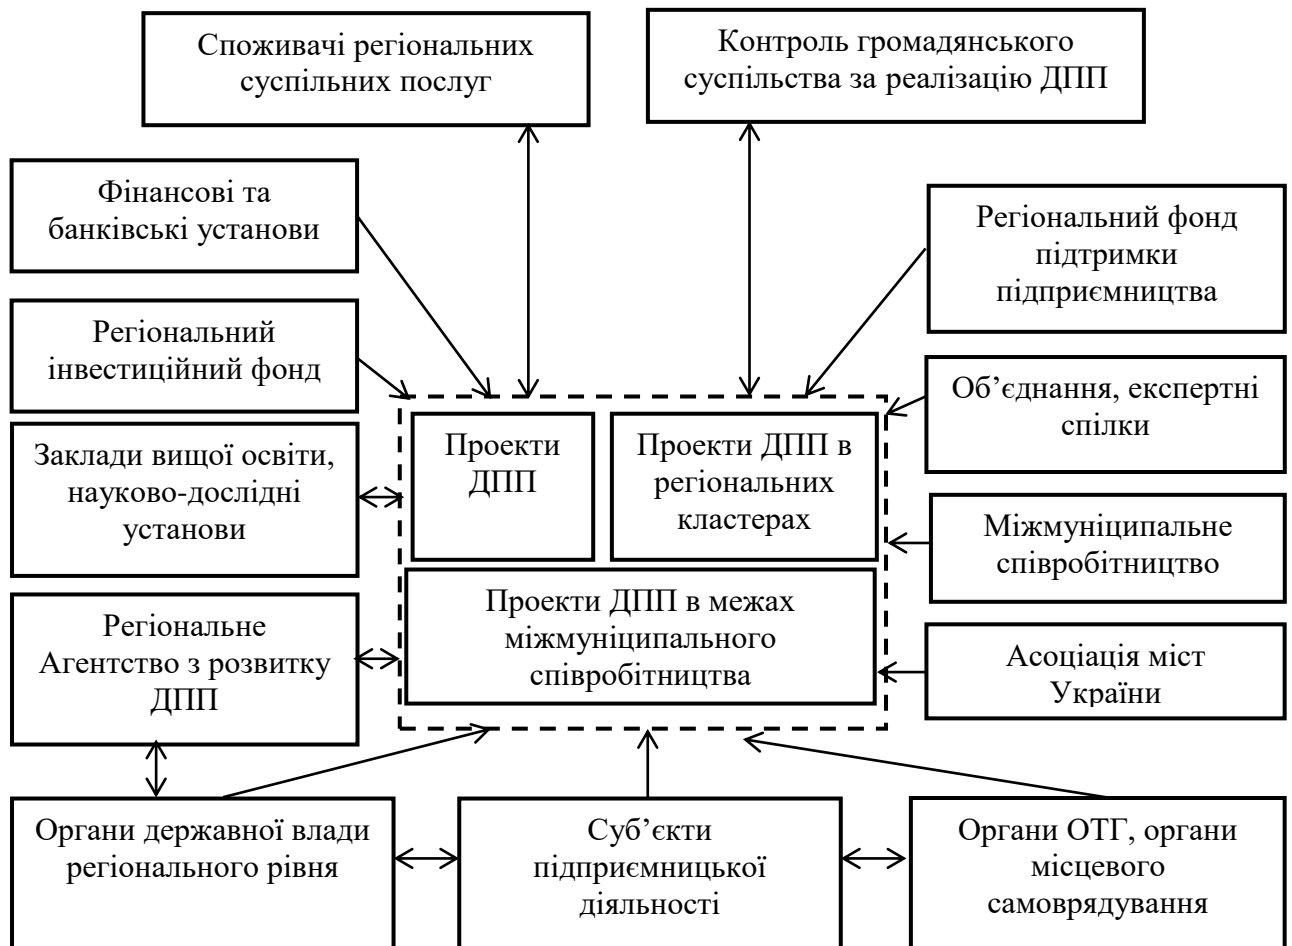 Споживачі регіональних
суспільних послуг
Контроль громадянського
суспільства за реалізацію ДПП
Фінансові та
банківські установи
Регіональний фонд
підтримки
підприємництва
Регіональний
інвестиційний фонд
Об’єднання, експертні
спілки
Заклади вищої освіти,
науково-дослідні
установи
Проекти
ДПП
Проекти ДПП в
регіональних
кластерах
Міжмуніципальне
співробітництво
Проекти ДПП в межах
міжмуніципального
співробітництва
Регіональне
Агентство з розвитку
ДПП
Асоціація міст
України
Органи державної влади
регіонального рівня
Суб’єкти
підприємницької
діяльності
Органи ОТГ, органи
місцевого
самоврядування